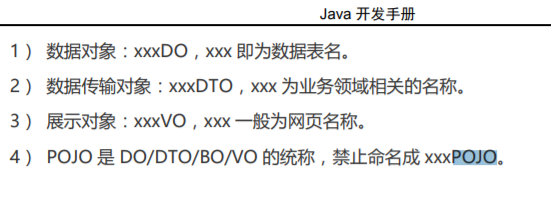 Java 开发手册
1） 数据对象：xxxDO，xxx 即为数据表名。
2） 数据传输对象：xxxDTO，xxx 为业务领域相关的名称。
3） 展示对象：xxxVO，xxx 一般为网页名称。
4） POJO 是 DO/DTO/BO/VO 的统称，禁止命名成 xxxPOJO。